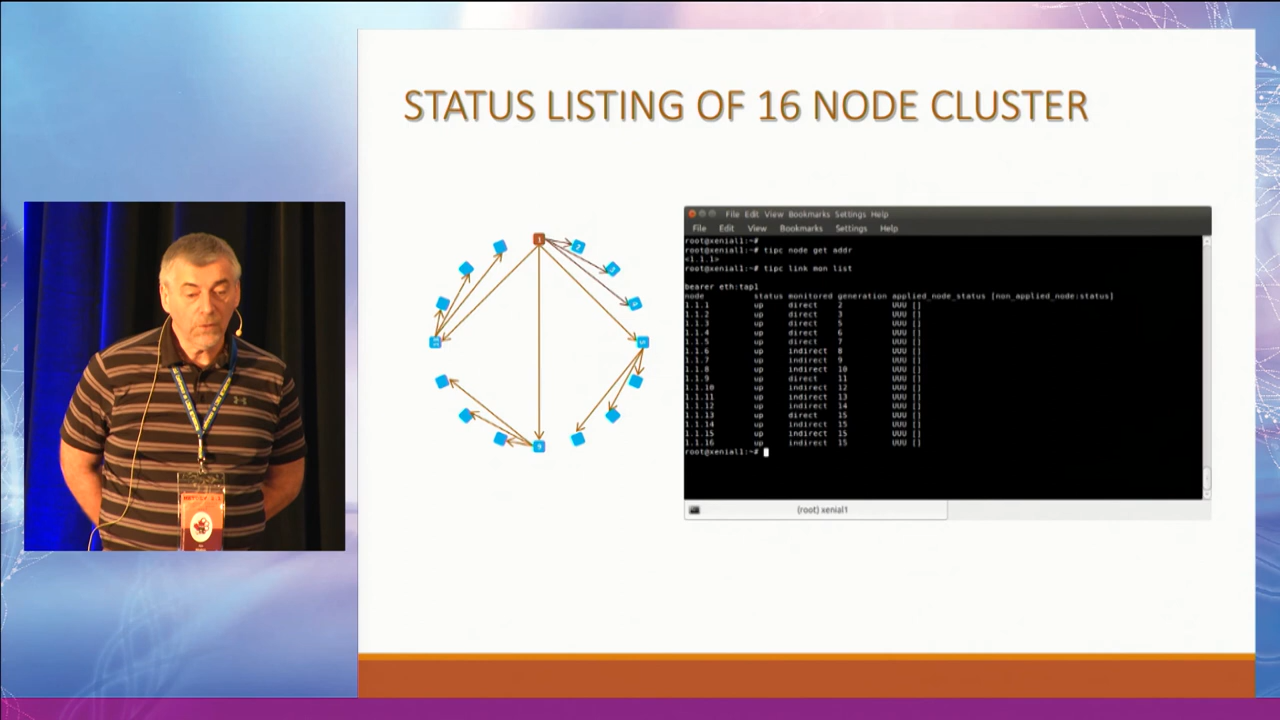 STATUS LISTING OF 16 NODE CLUSTER
1
2
3
4
5
9
13
File Edit View Bookmarks Settings Help
File Edit View Bookmarks Settings Help
root@xenial1:~#
root@xenial1:~# tipc node get addr
<1.1.1>
root@xenial1:~# tipc link mon list
bearer eth:tap1
node status monitored generation applied_node_status [non_applied_node:status]
1.1.1 up direct 2 UUU []
1.1.2 up direct 3 UUU []
1.1.3 up direct 5 UUU []
1.1.4 up direct 6 UUU []
1.1.5 up direct 7 UUU []
1.1.6 up indirect 8 UUU []
1.1.7 up indirect 9 UUU []
1.1.8 up indirect 10 UUU []
1.1.9 up direct 11 UUU []
1.1.10 up indirect 12 UUU []
1.1.11 up indirect 13 UUU []
1.1.12 up indirect 14 UUU []
1.1.13 up direct 15 UUU []
1.1.14 up indirect 15 UUU []
1.1.15 up indirect 15 UUU []
1.1.16 up indirect 15 UUU []
root@xenial1:~#
(root) xenial1